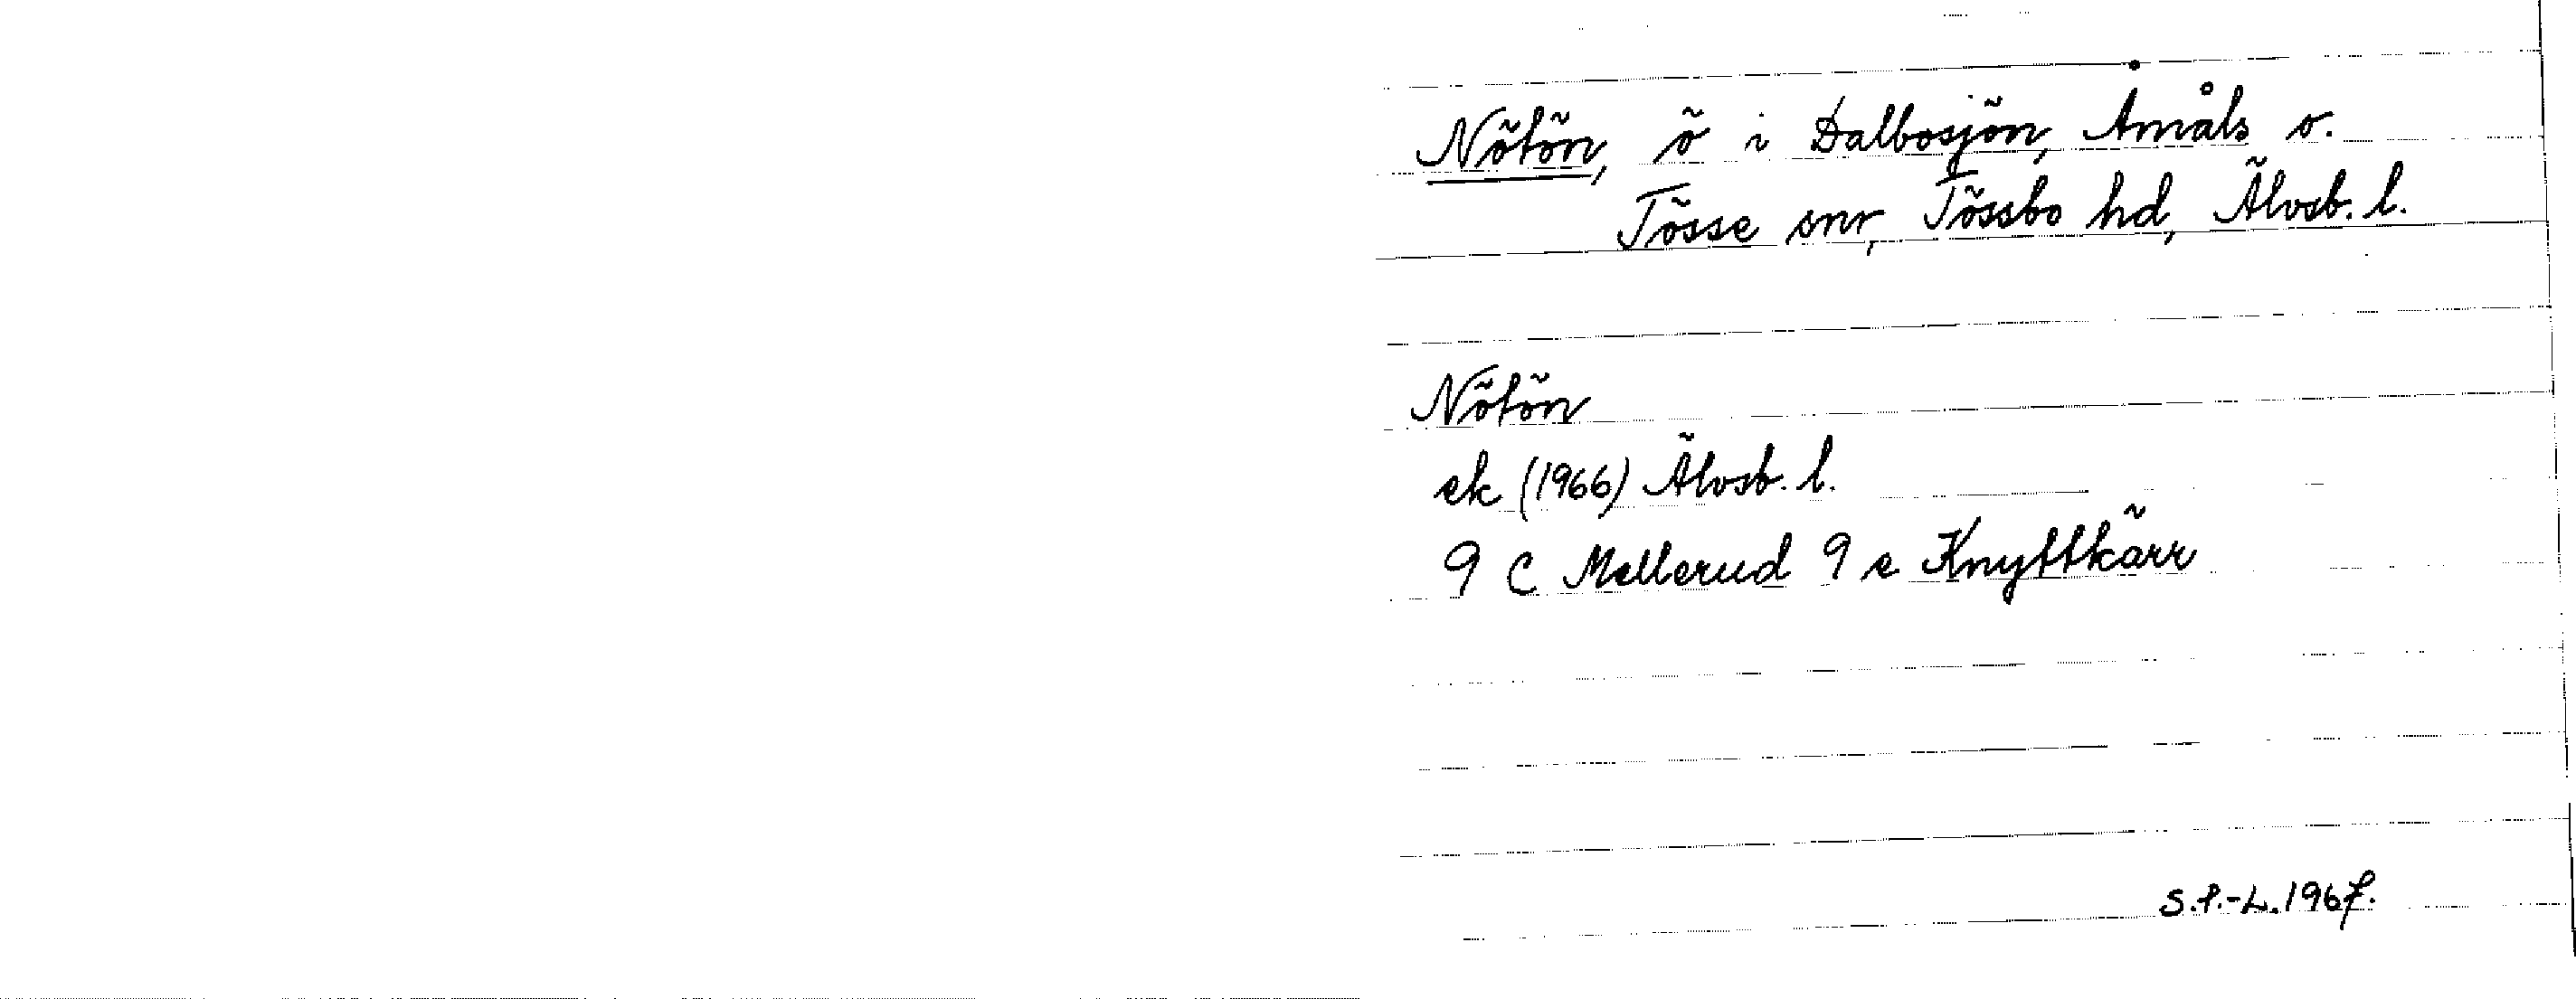 Nötön, ö i Dalbosjön, Åmåls o.
Tösse snr, Tössbo hd, Älvsb. l.
Nötön
ek (1966) Älvsb. l.
9 C Mellerud 9 e Knyttkärr
S.P.-L. 1967.